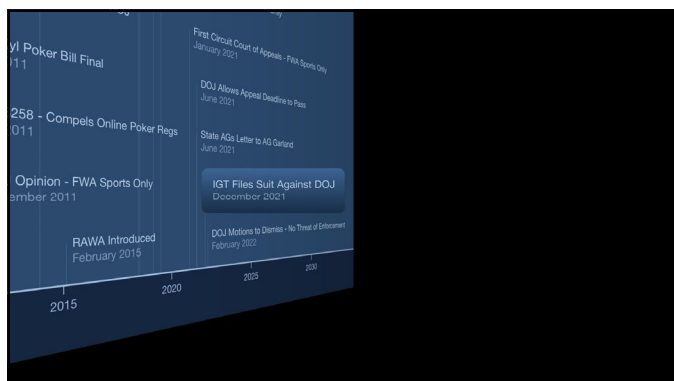 First Circuit Court of Appeals - FWA Sports Only
January 2021
yl Poker Bill Final
011
DOJ Allows Appeal Deadline to Pass
June 2021
258 - Compels Online Poker Regs
2011
State AGs Letter to AG Garland
June 2021
Opinion - FWA Sports Only
ember 2011
IGT Files Suit Against DOJ
December 2021
RAWA Introduced
February 2015
DOJ Motions to Dismiss - No Threat of Enforcement
February 2022
2015
2020
2025
2030